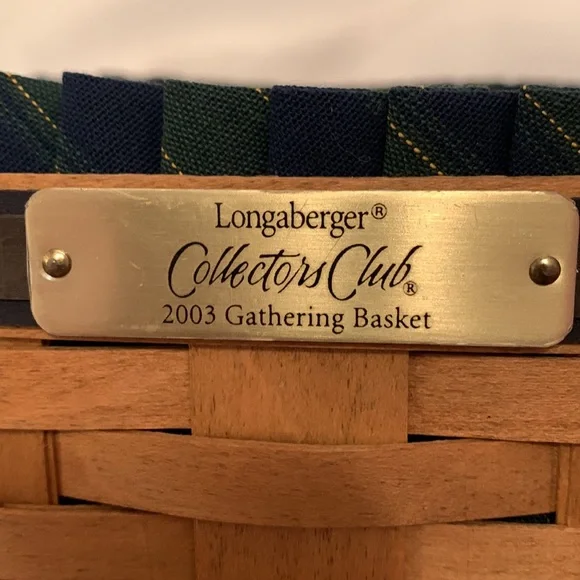 Longaberger®
Collectors Club®
2003 Gathering Basket